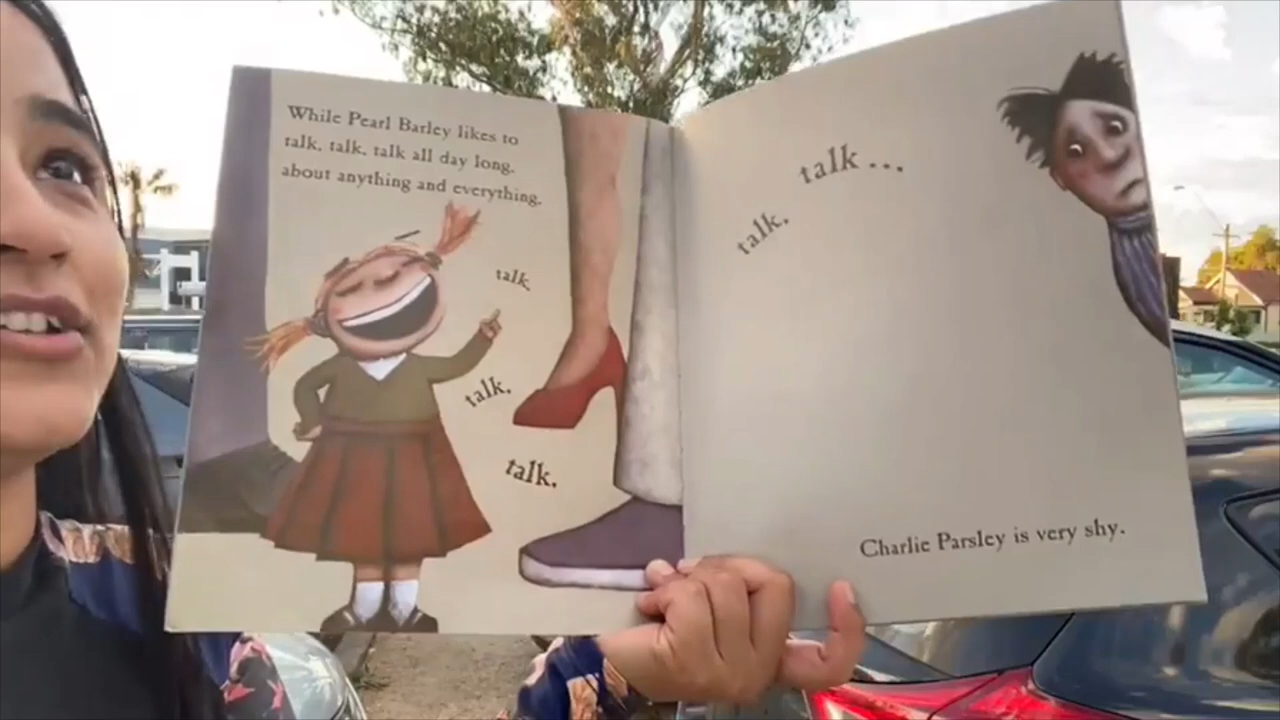 While Pearl Barley likes to
talk, talk, talk all day long,
about anything and everything,
talk,
talk,
talk.
talk,
talk...
Charlie Parsley is very shy.